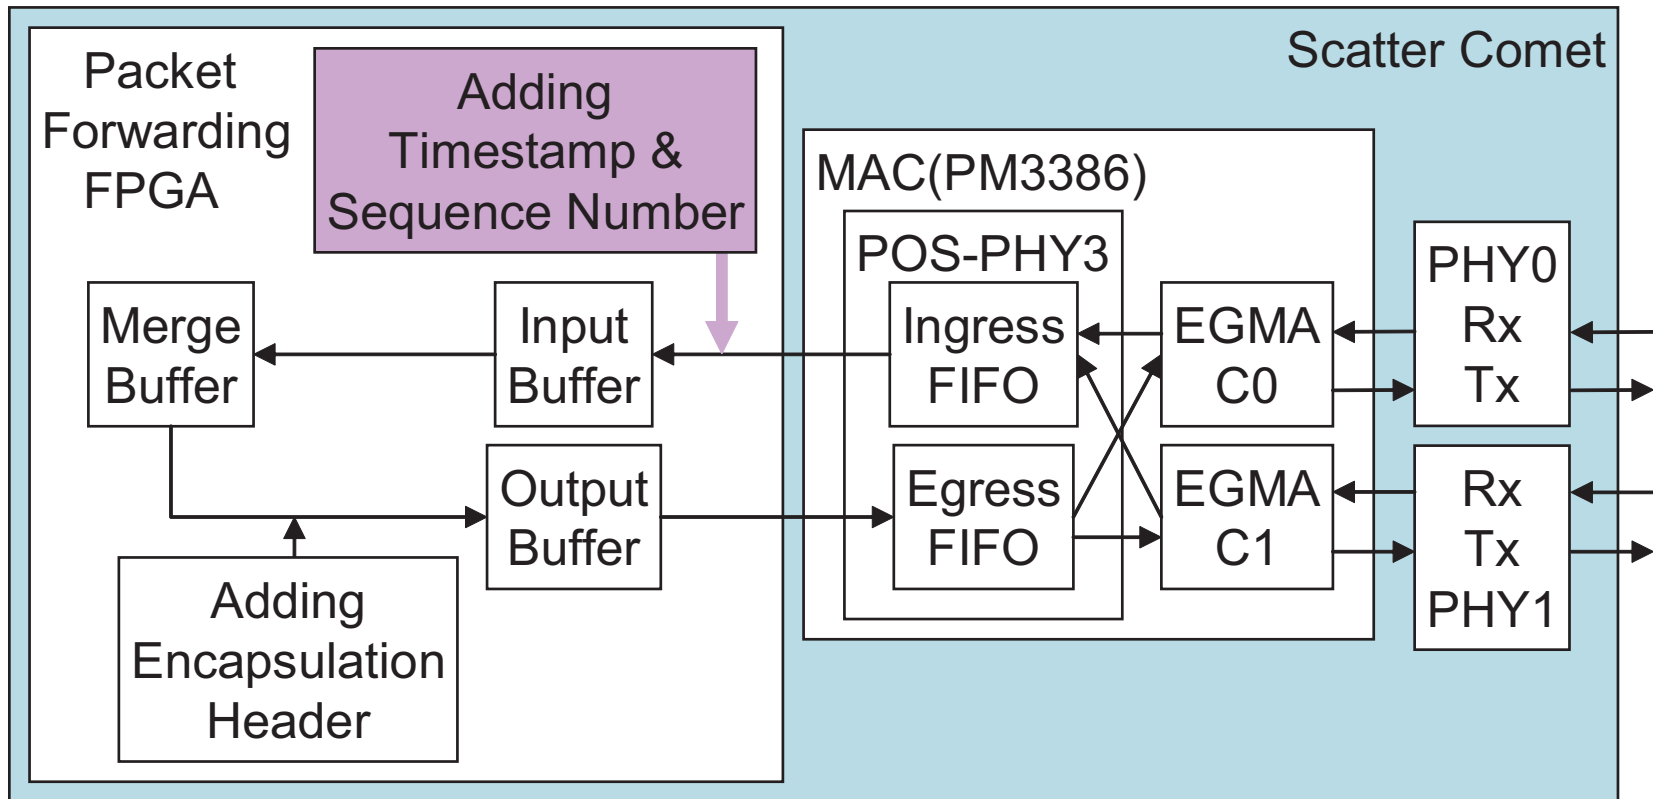 Scatter Comet
Packet
Forwarding
FPGA
Adding
Timestamp &
Sequence Number
MAC(PM3386)
POS-PHY3
Merge
Buffer
Input
Buffer
Ingress
FIFO
EGMA
C0
PHY0
Rx
Tx
Output
Buffer
Egress
FIFO
EGMA
C1
Rx
Tx
PHY1
Adding
Encapsulation
Header